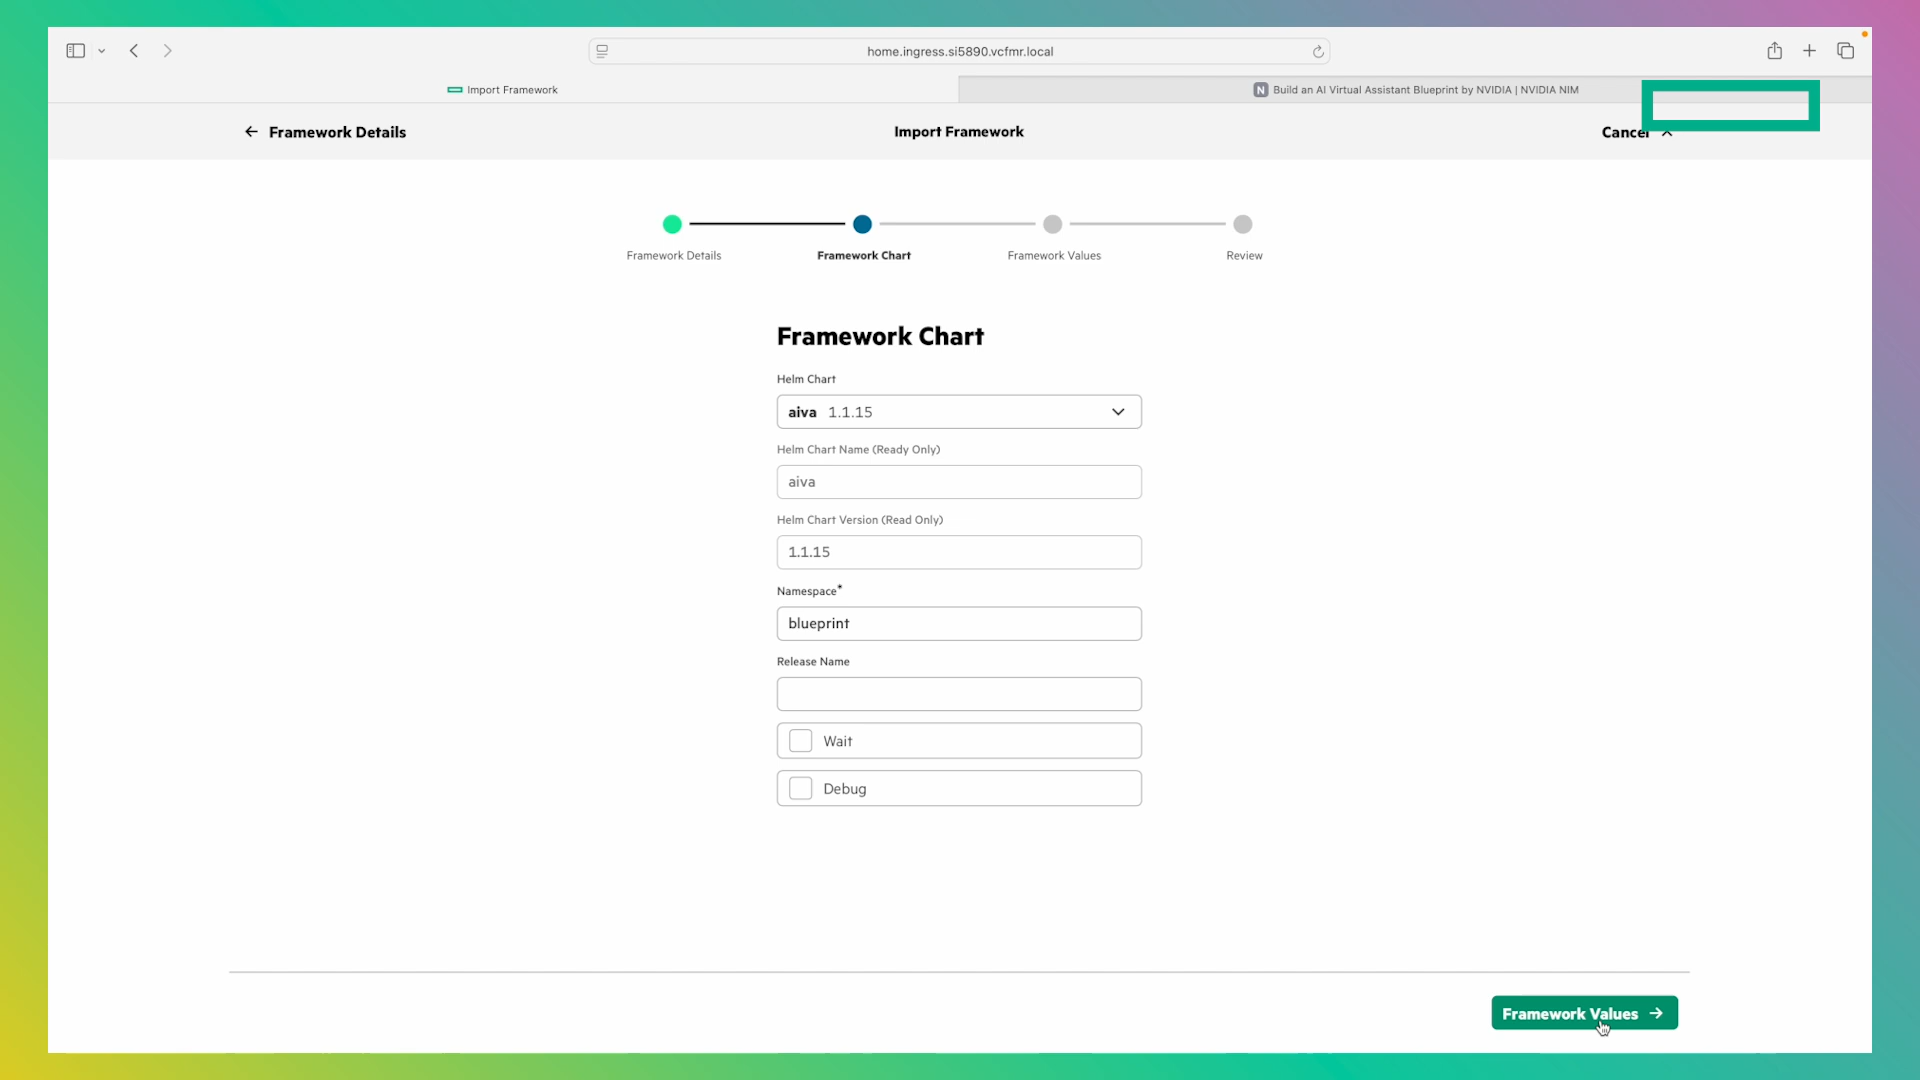 home.ingress.si5890.vcfmr.local
Import Framework
N Build an AI Virtual Assistant Blueprint by NVIDIA | NVIDIA NIM
Framework Details
Import Framework
Cancel
Framework Details
Framework Chart
Framework Values
Review
Framework Chart
Helm Chart
aiva 1.1.15
Helm Chart Name (Ready Only)
aiva
Helm Chart Version (Read Only)
1.1.15
Namespace*
blueprint
Release Name
Wait
Debug
Framework Values